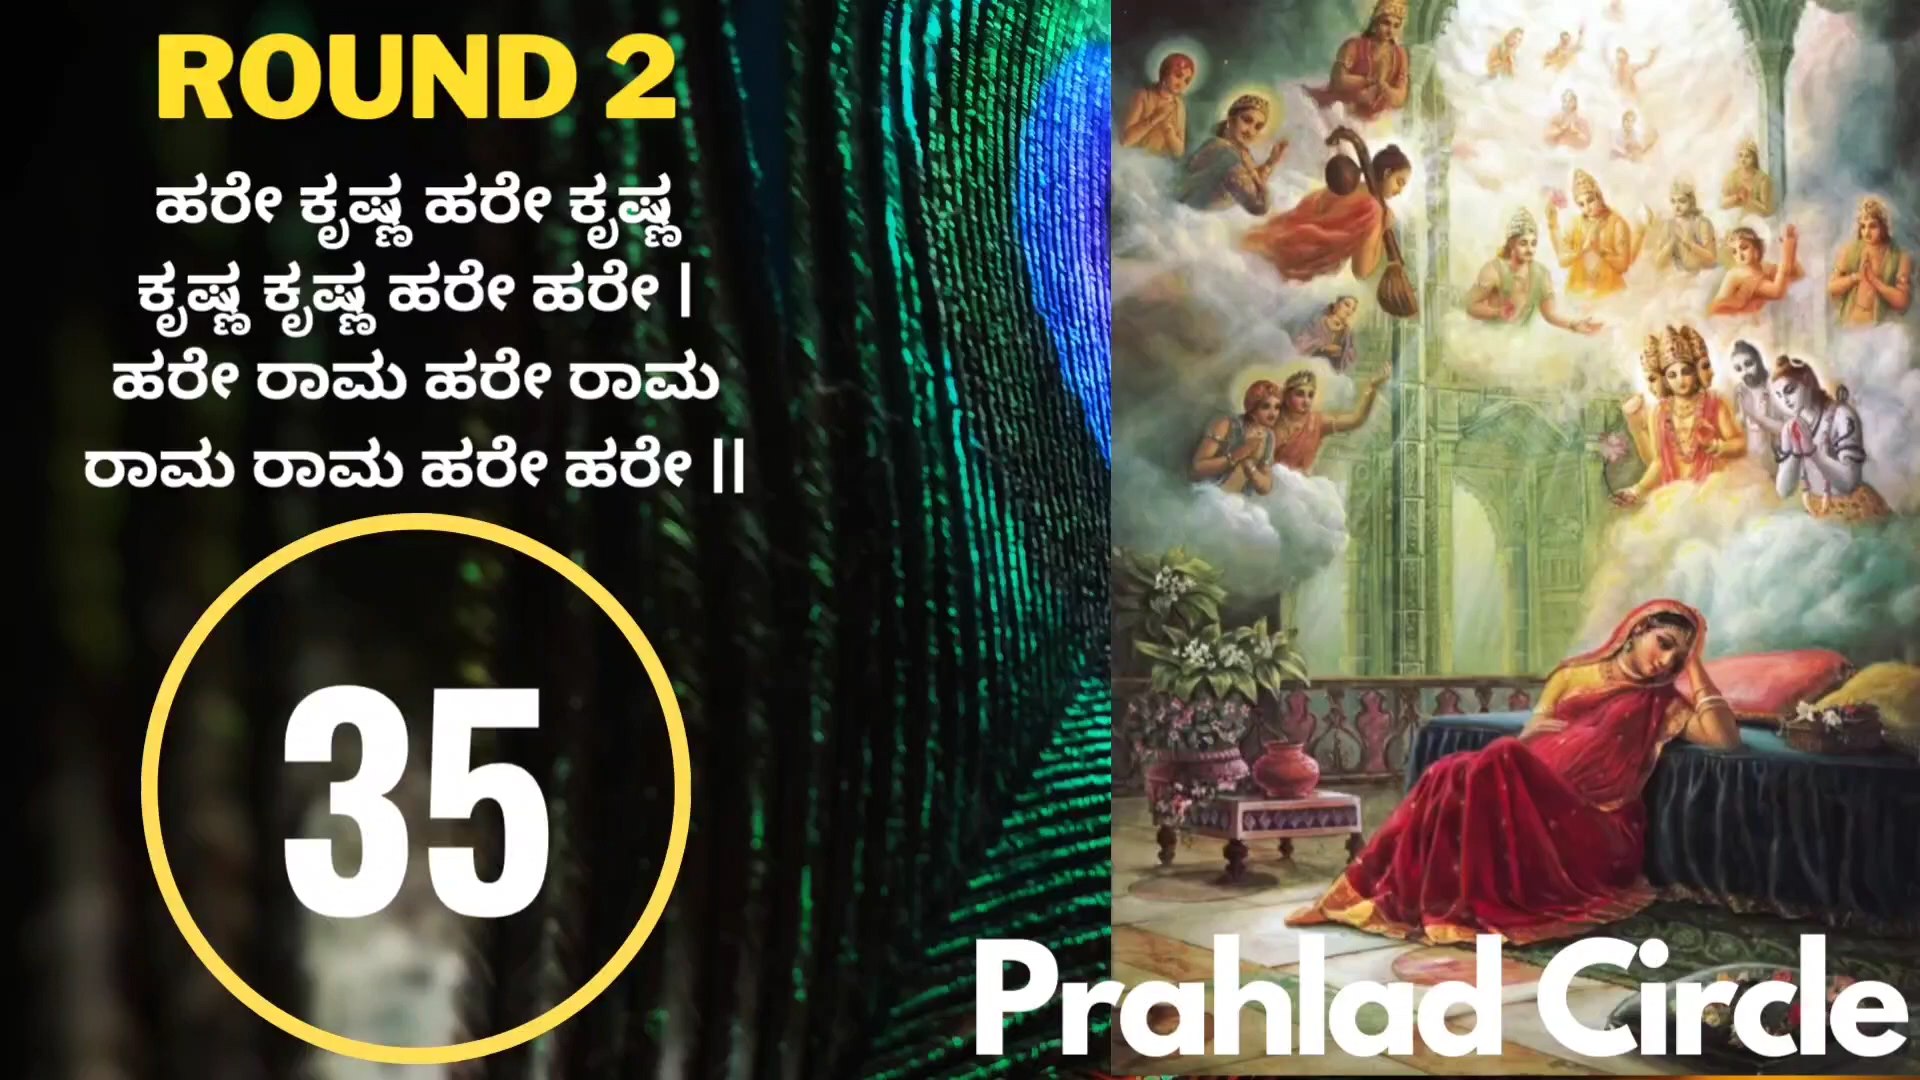 ROUND 2
ಹರೇ ಕೃಷ್ಣ ಹರೇ ಕೃಷ್ಣ
ಕೃಷ್ಣ ಕೃಷ್ಣ ಹರೇ ಹರೇ |
ಹರೇ ರಾಮ ಹರೇ ರಾಮ
ರಾಮ ರಾಮ ಹರೇ ಹರೇ ||
35
Prahlad Circle